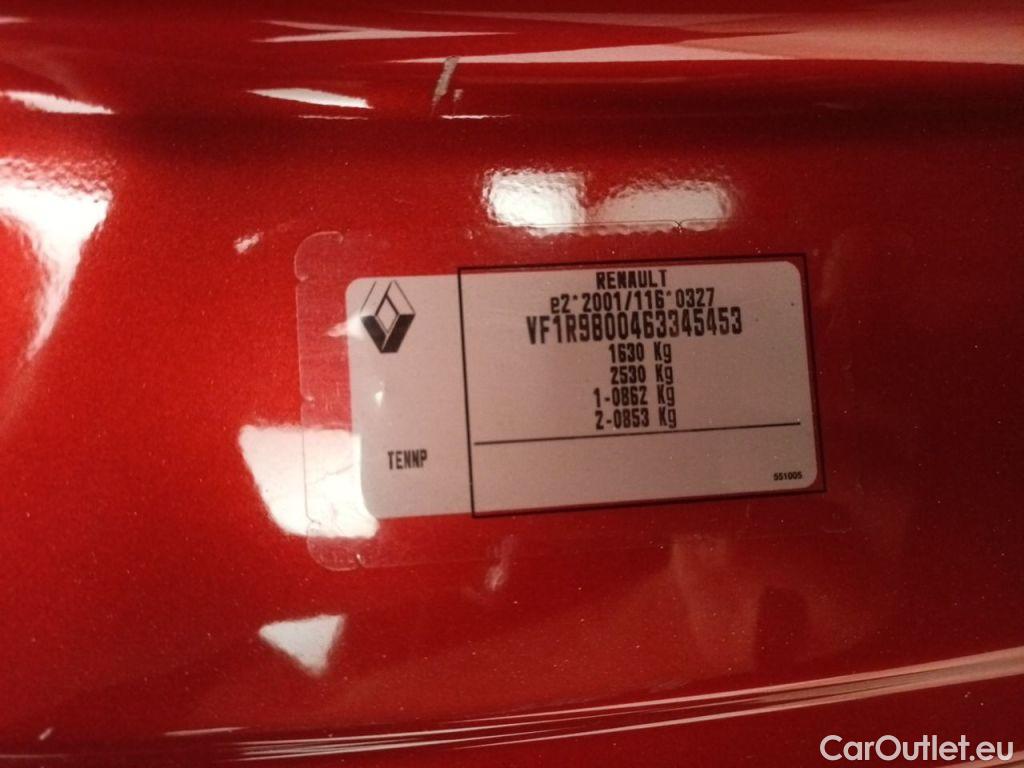 RENAULT
e2*2001/116*0327
VF1R9800463345453
1630 Kg
2530 Kg
1-0862 Kg
2-0853 Kg
TENNP
551005
CarOutlet.eu